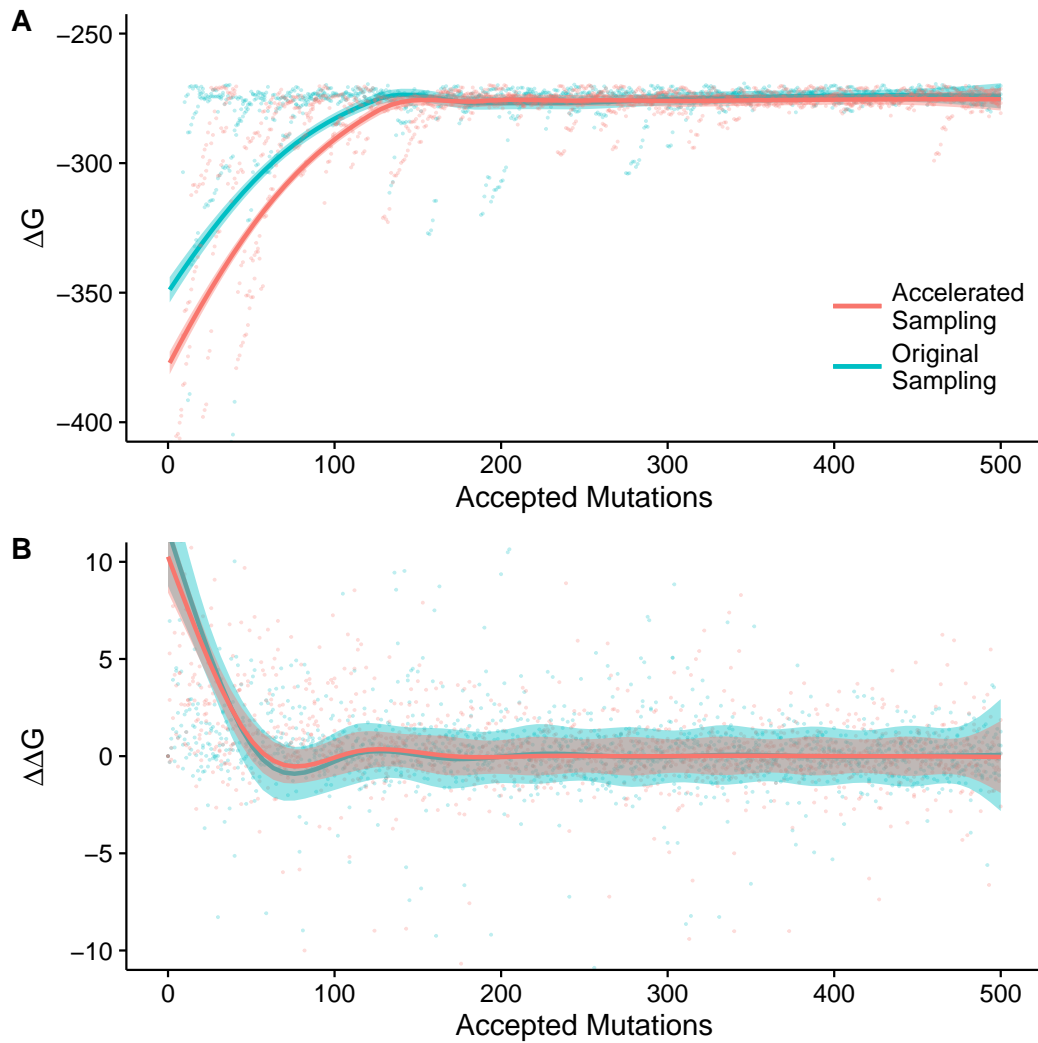 A
−250
−300
−350
−400
ΔG
Accelerated
Sampling
Original
Sampling
0 100 200 300 400 500
Accepted Mutations
B
10
5
0
−5
−10
ΔΔG
0 100 200 300 400 500
Accepted Mutations